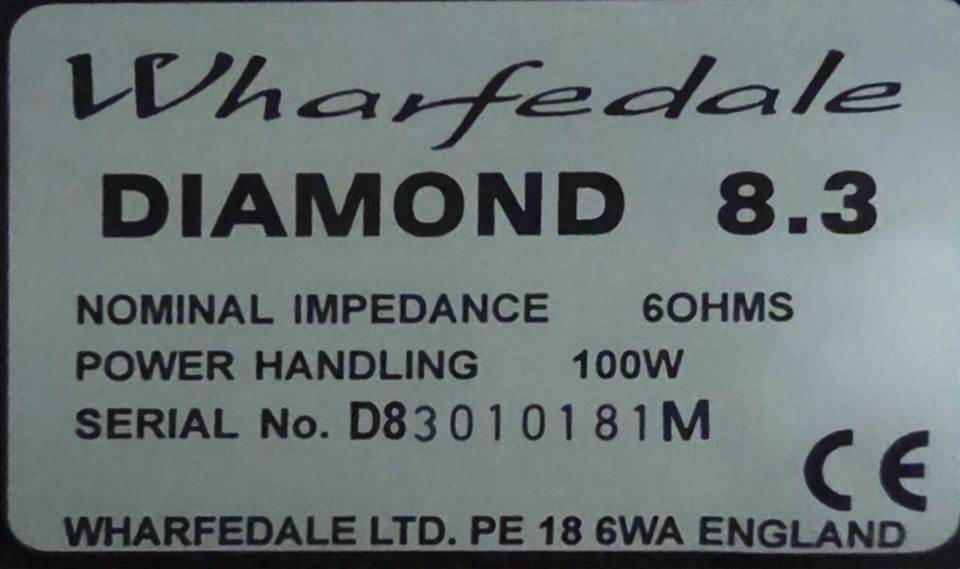 Wharfedale
DIAMOND 8.3
NOMINAL IMPEDANCE 6OHMS
POWER HANDLING 100W
SERIAL No. D83010181M
CE
WHARFEDALE LTD. PE 18 6WA ENGLAND